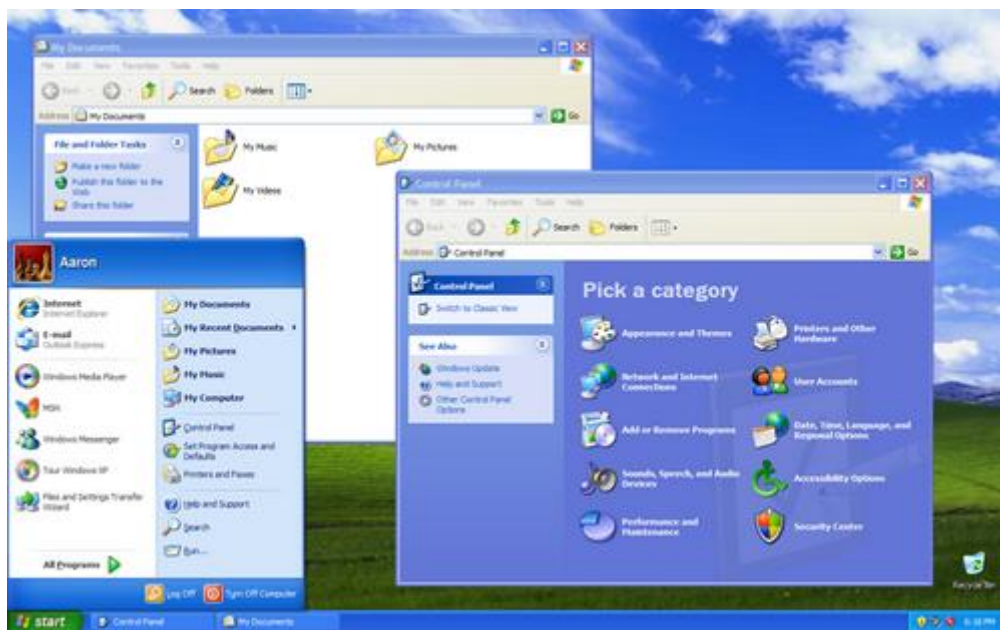 My Documents
File Edit View Favorites Tools Help
Back Search Folders
Address My Documents Go
File and Folder Tasks
Make a new folder
Publish this folder to the
Web
Share this folder
My Music
My Pictures
My Videos
Control Panel
File Edit View Favorites Tools Help
Back Search Folders
Address Control Panel Go
Control Panel
Switch to Classic View
See Also
Windows Update
Help and Support
Other Control Panel
Options
Pick a category
Appearance and Themes
Printers and Other
Hardware
Network and Internet
Connections
User Accounts
Add or Remove Programs
Date, Time, Language, and
Regional Options
Sounds, Speech, and Audio
Devices
Accessibility Options
Performance and
Maintenance
Security Center
Aaron
Internet
Internet Explorer
E-mail
Outlook Express
Windows Media Player
MSN
Windows Messenger
Tour Windows XP
Files and Settings Transfer
Wizard
All Programs
My Documents
My Recent Documents
My Pictures
My Music
My Computer
Control Panel
Set Program Access and
Defaults
Printers and Faxes
Help and Support
Search
Run...
Log Off Turn Off Computer
Recycle Bin
start Control Panel My Documents